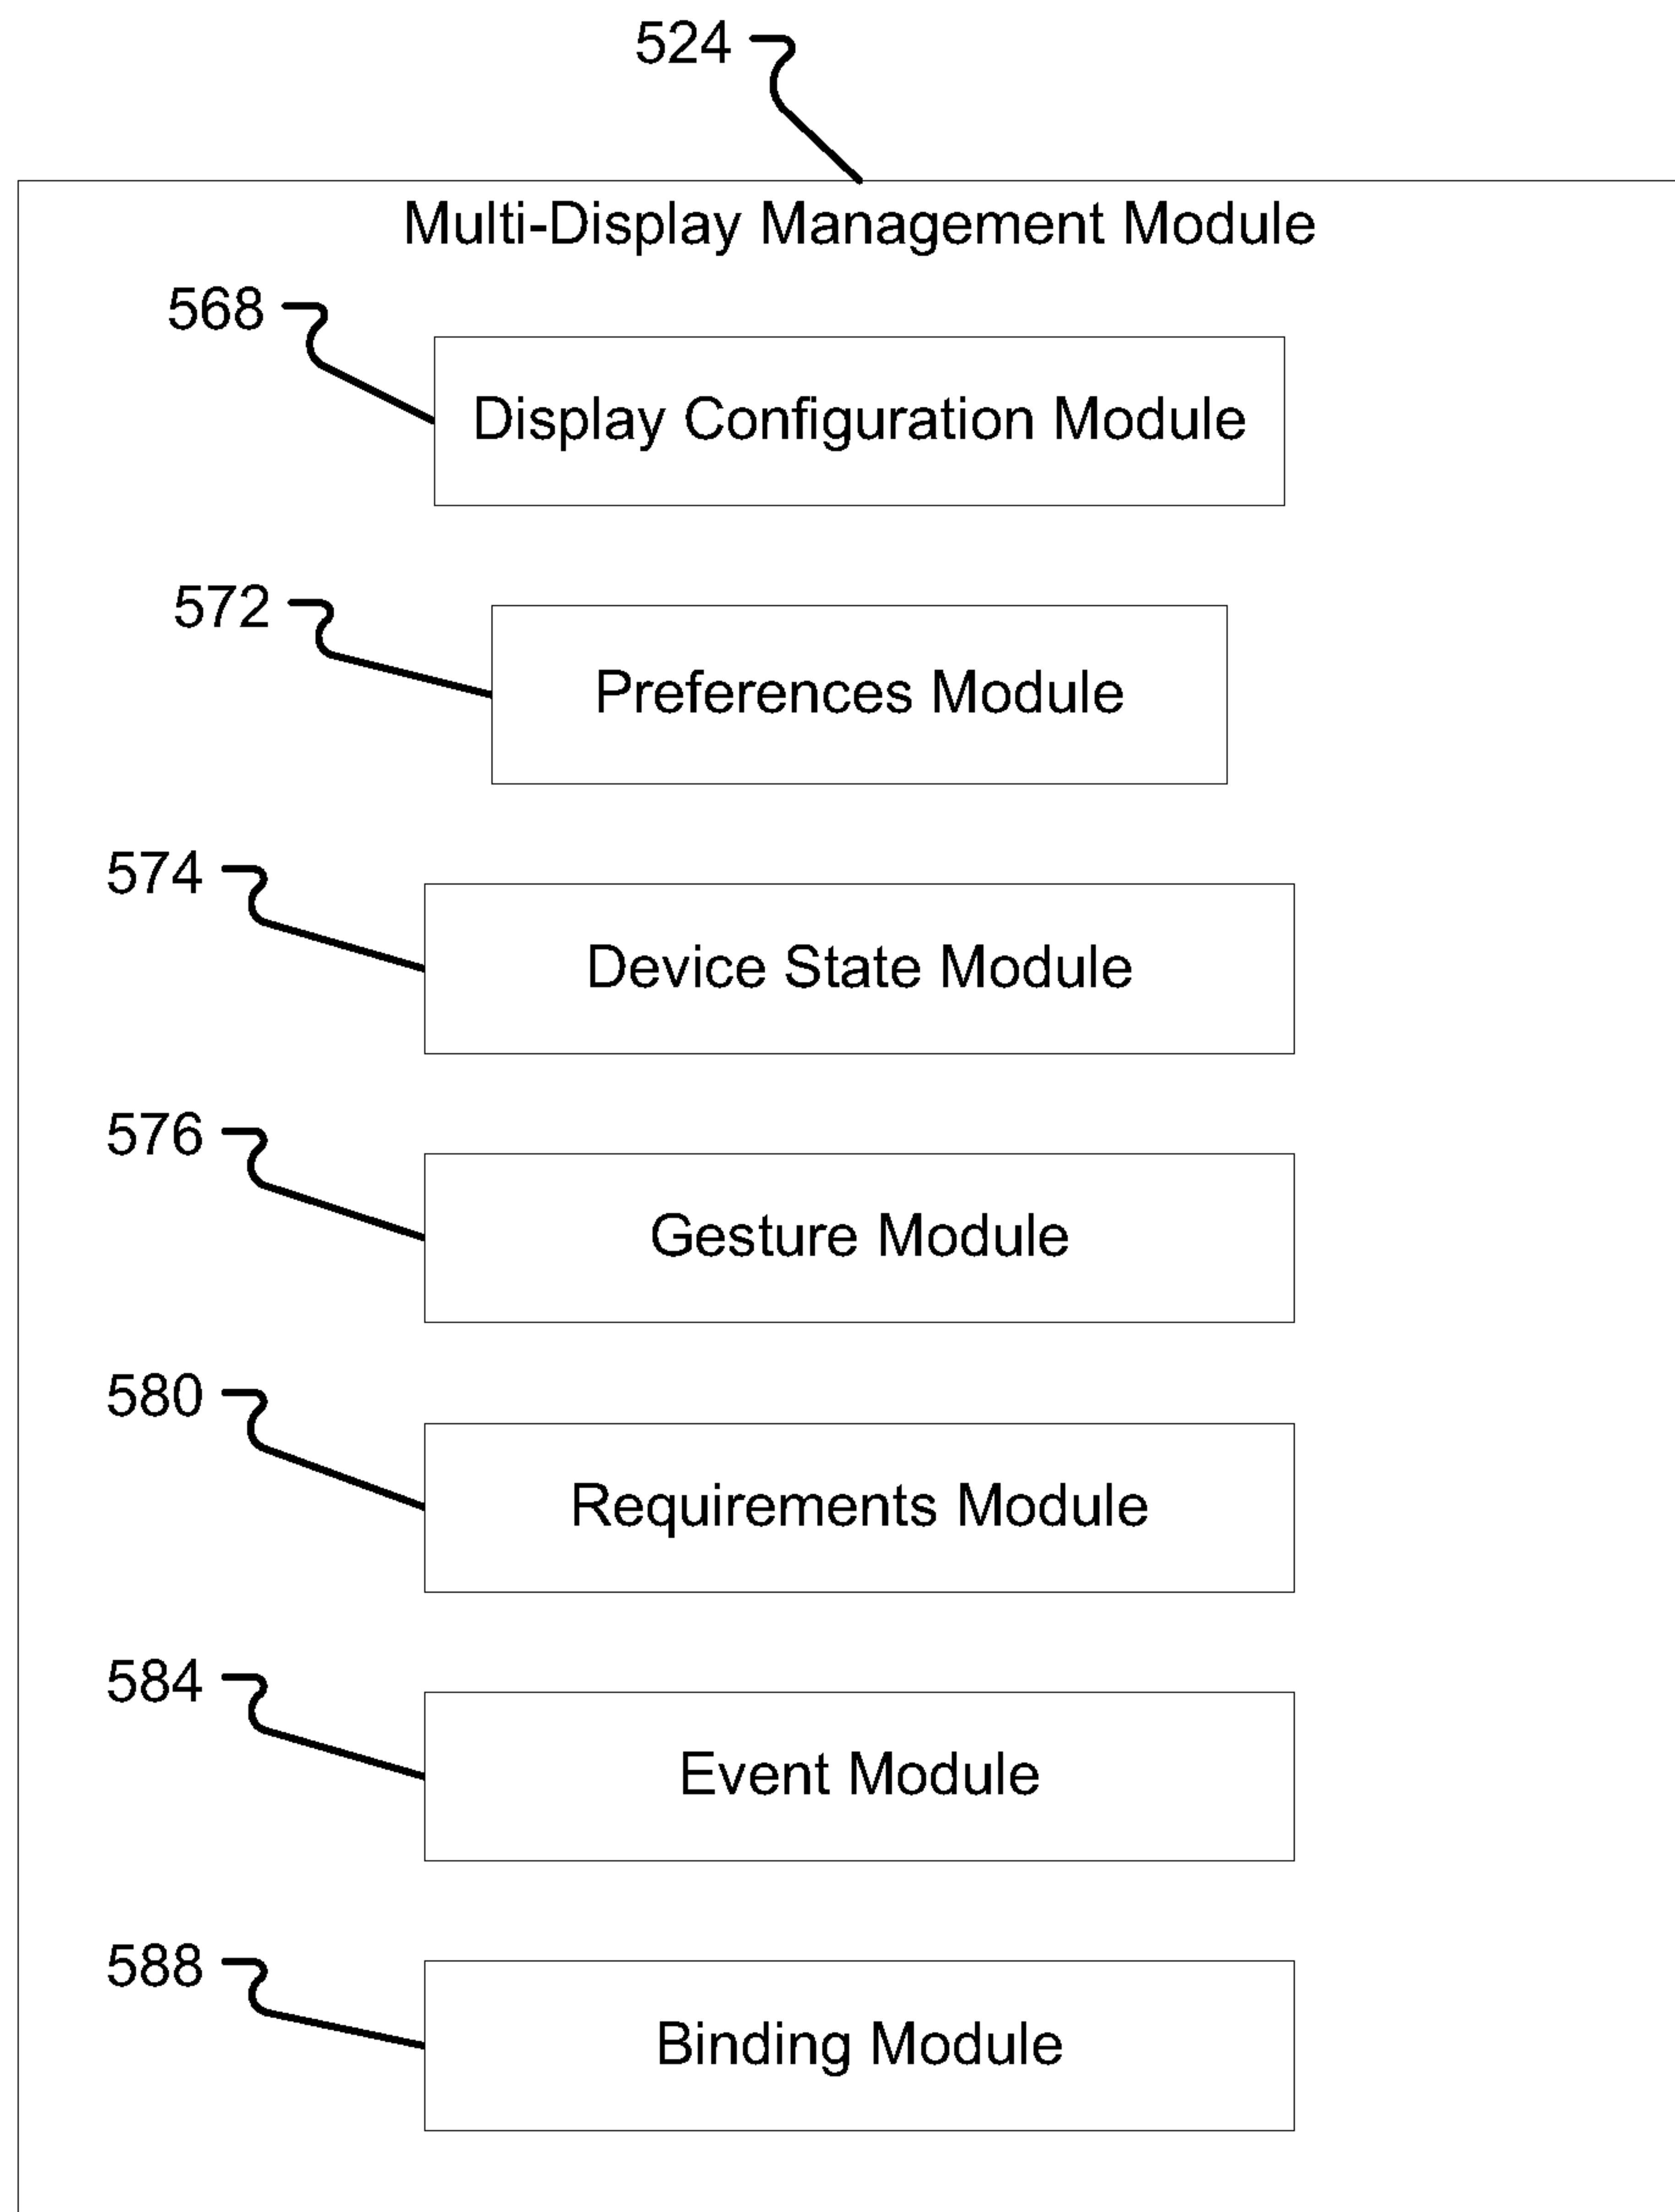 524
Multi-Display Management Module
568
Display Configuration Module
572
Preferences Module
574
Device State Module
576
Gesture Module
580
Requirements Module
584
Event Module
588
Binding Module